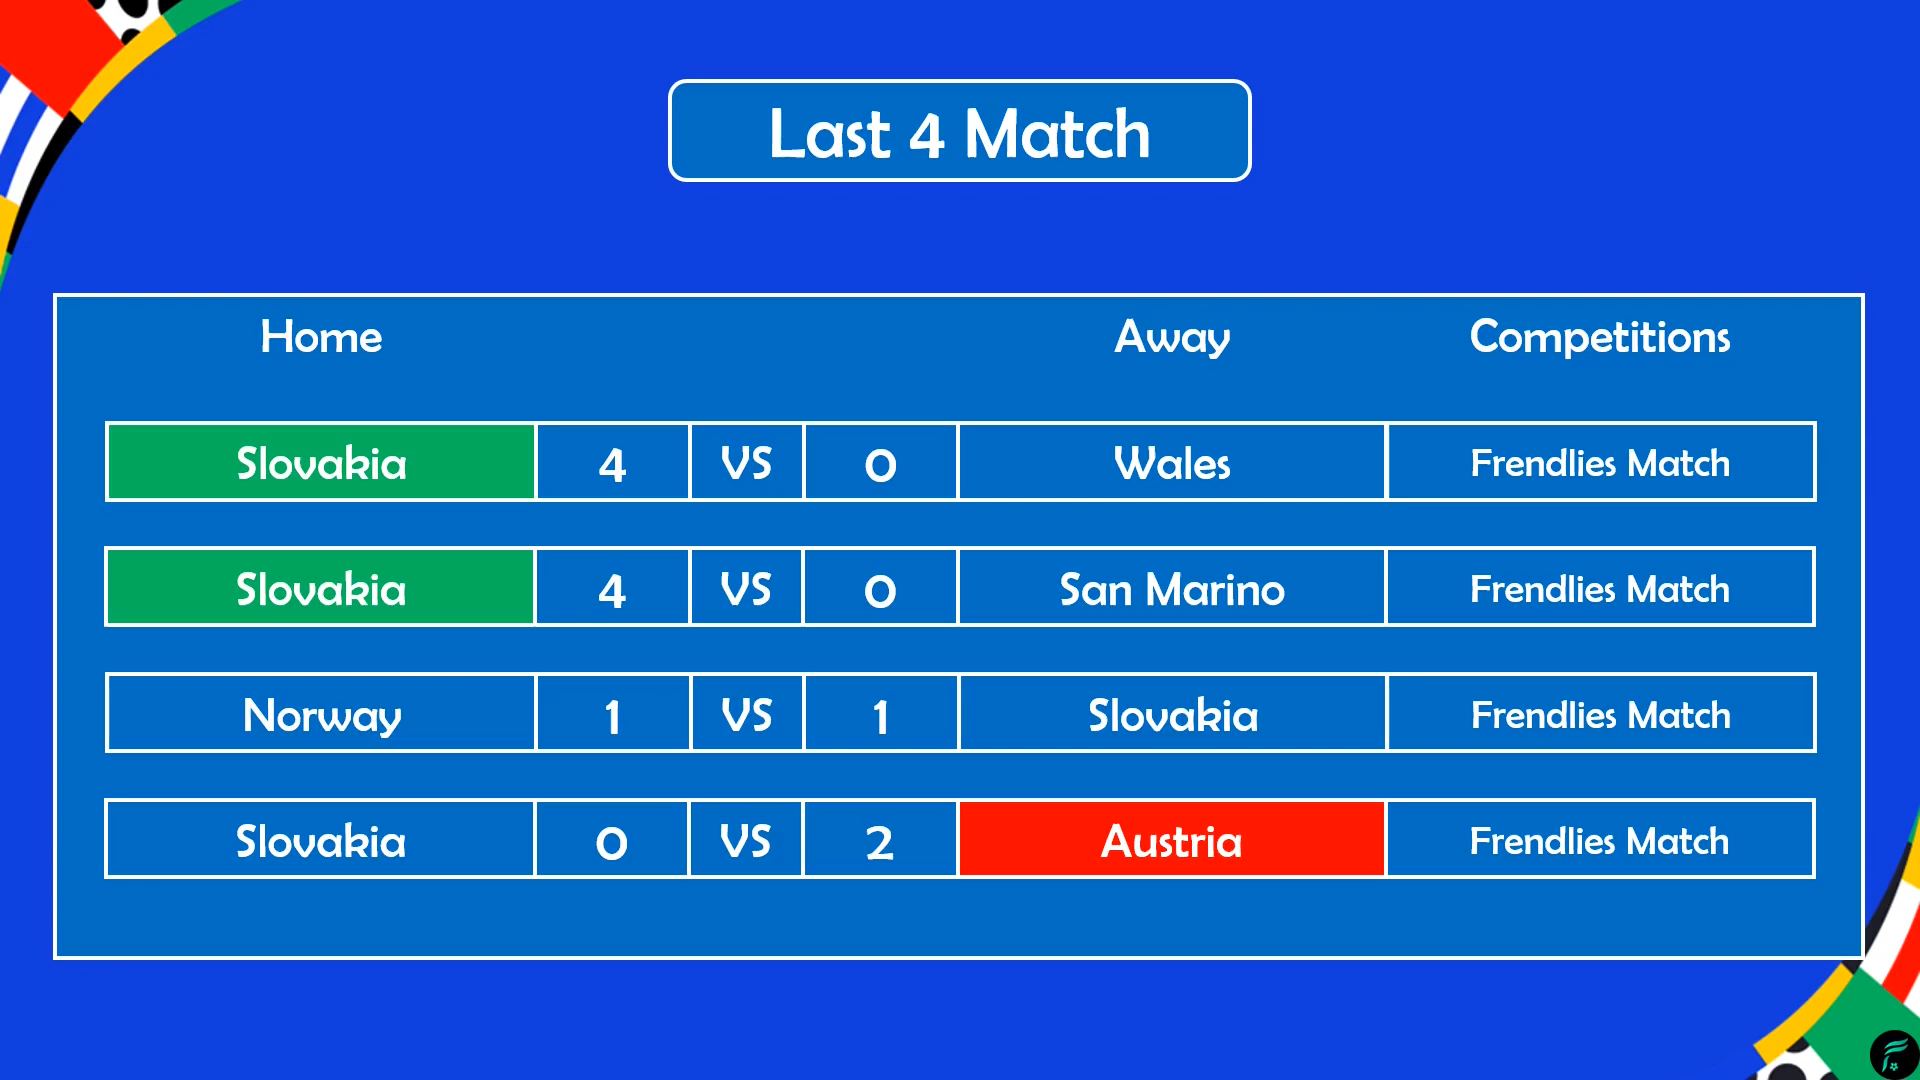 Last 4 Match
Home Away Competitions
Slovakia 4 VS 0 Wales Frendlies Match
Slovakia 4 VS 0 San Marino Frendlies Match
Norway 1 VS 1 Slovakia Frendlies Match
Slovakia 0 VS 2 Austria Frendlies Match